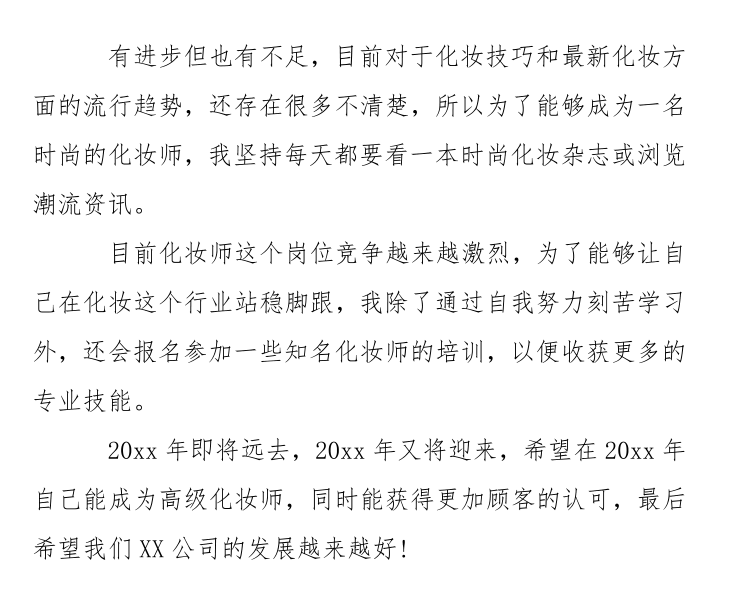 有进步但也有不足，目前对于化妆技巧和最新化妆方
面的流行趋势，还存在很多不清楚，所以为了能够成为一名
时尚的化妆师，我坚持每天都要看一本时尚化妆杂志或浏览
潮流资讯。
目前化妆师这个岗位竞争越来越激烈，为了能够让自
己在化妆这个行业站稳脚跟，我除了通过自我努力刻苦学习
外，还会报名参加一些知名化妆师的培训，以便收获更多的
专业技能。
20xx 年即将远去，20xx 年又将迎来，希望在 20xx 年
自己能成为高级化妆师，同时能获得更加顾客的认可，最后
希望我们 XX 公司的发展越来越好!